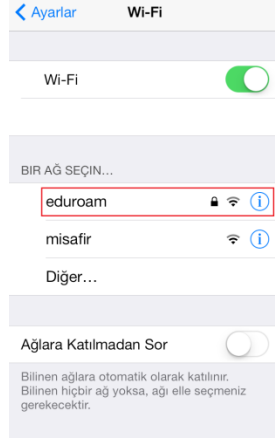 Ayarlar Wi-Fi
Wi-Fi
BIR AĞ SEÇIN...
eduroam
misafir
Diğer...
Ağlara Katılmadan Sor
Bilinen ağlara otomatik olarak katılınır.
Bilinen hiçbir ağ yoksa, ağı elle seçmeniz
gerekecektir.